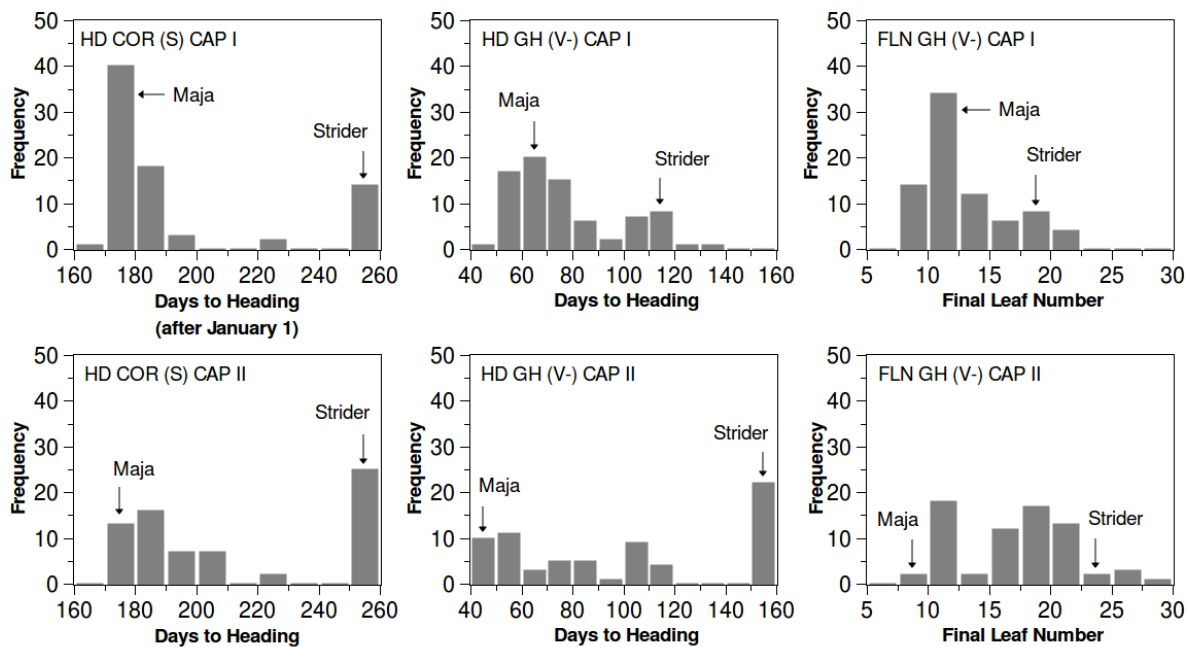 HD COR (S) CAP I
Frequency
50
40
30
20
10
0
Maja
Strider
160 180 200 220 240 260
Days to Heading
(after January 1)
HD GH (V-) CAP I
Frequency
50
40
30
20
10
0
Maja
Strider
40 60 80 100 120 140 160
Days to Heading
FLN GH (V-) CAP I
Frequency
50
40
30
20
10
0
Maja
Strider
5 10 15 20 25 30
Final Leaf Number
HD COR (S) CAP II
Frequency
50
40
30
20
10
0
Strider
Maja
160 180 200 220 240 260
Days to Heading
HD GH (V-) CAP II
Frequency
50
40
30
20
10
0
Strider
Maja
40 60 80 100 120 140 160
Days to Heading
FLN GH (V-) CAP II
Frequency
50
40
30
20
10
0
Maja
Strider
5 10 15 20 25 30
Final Leaf Number